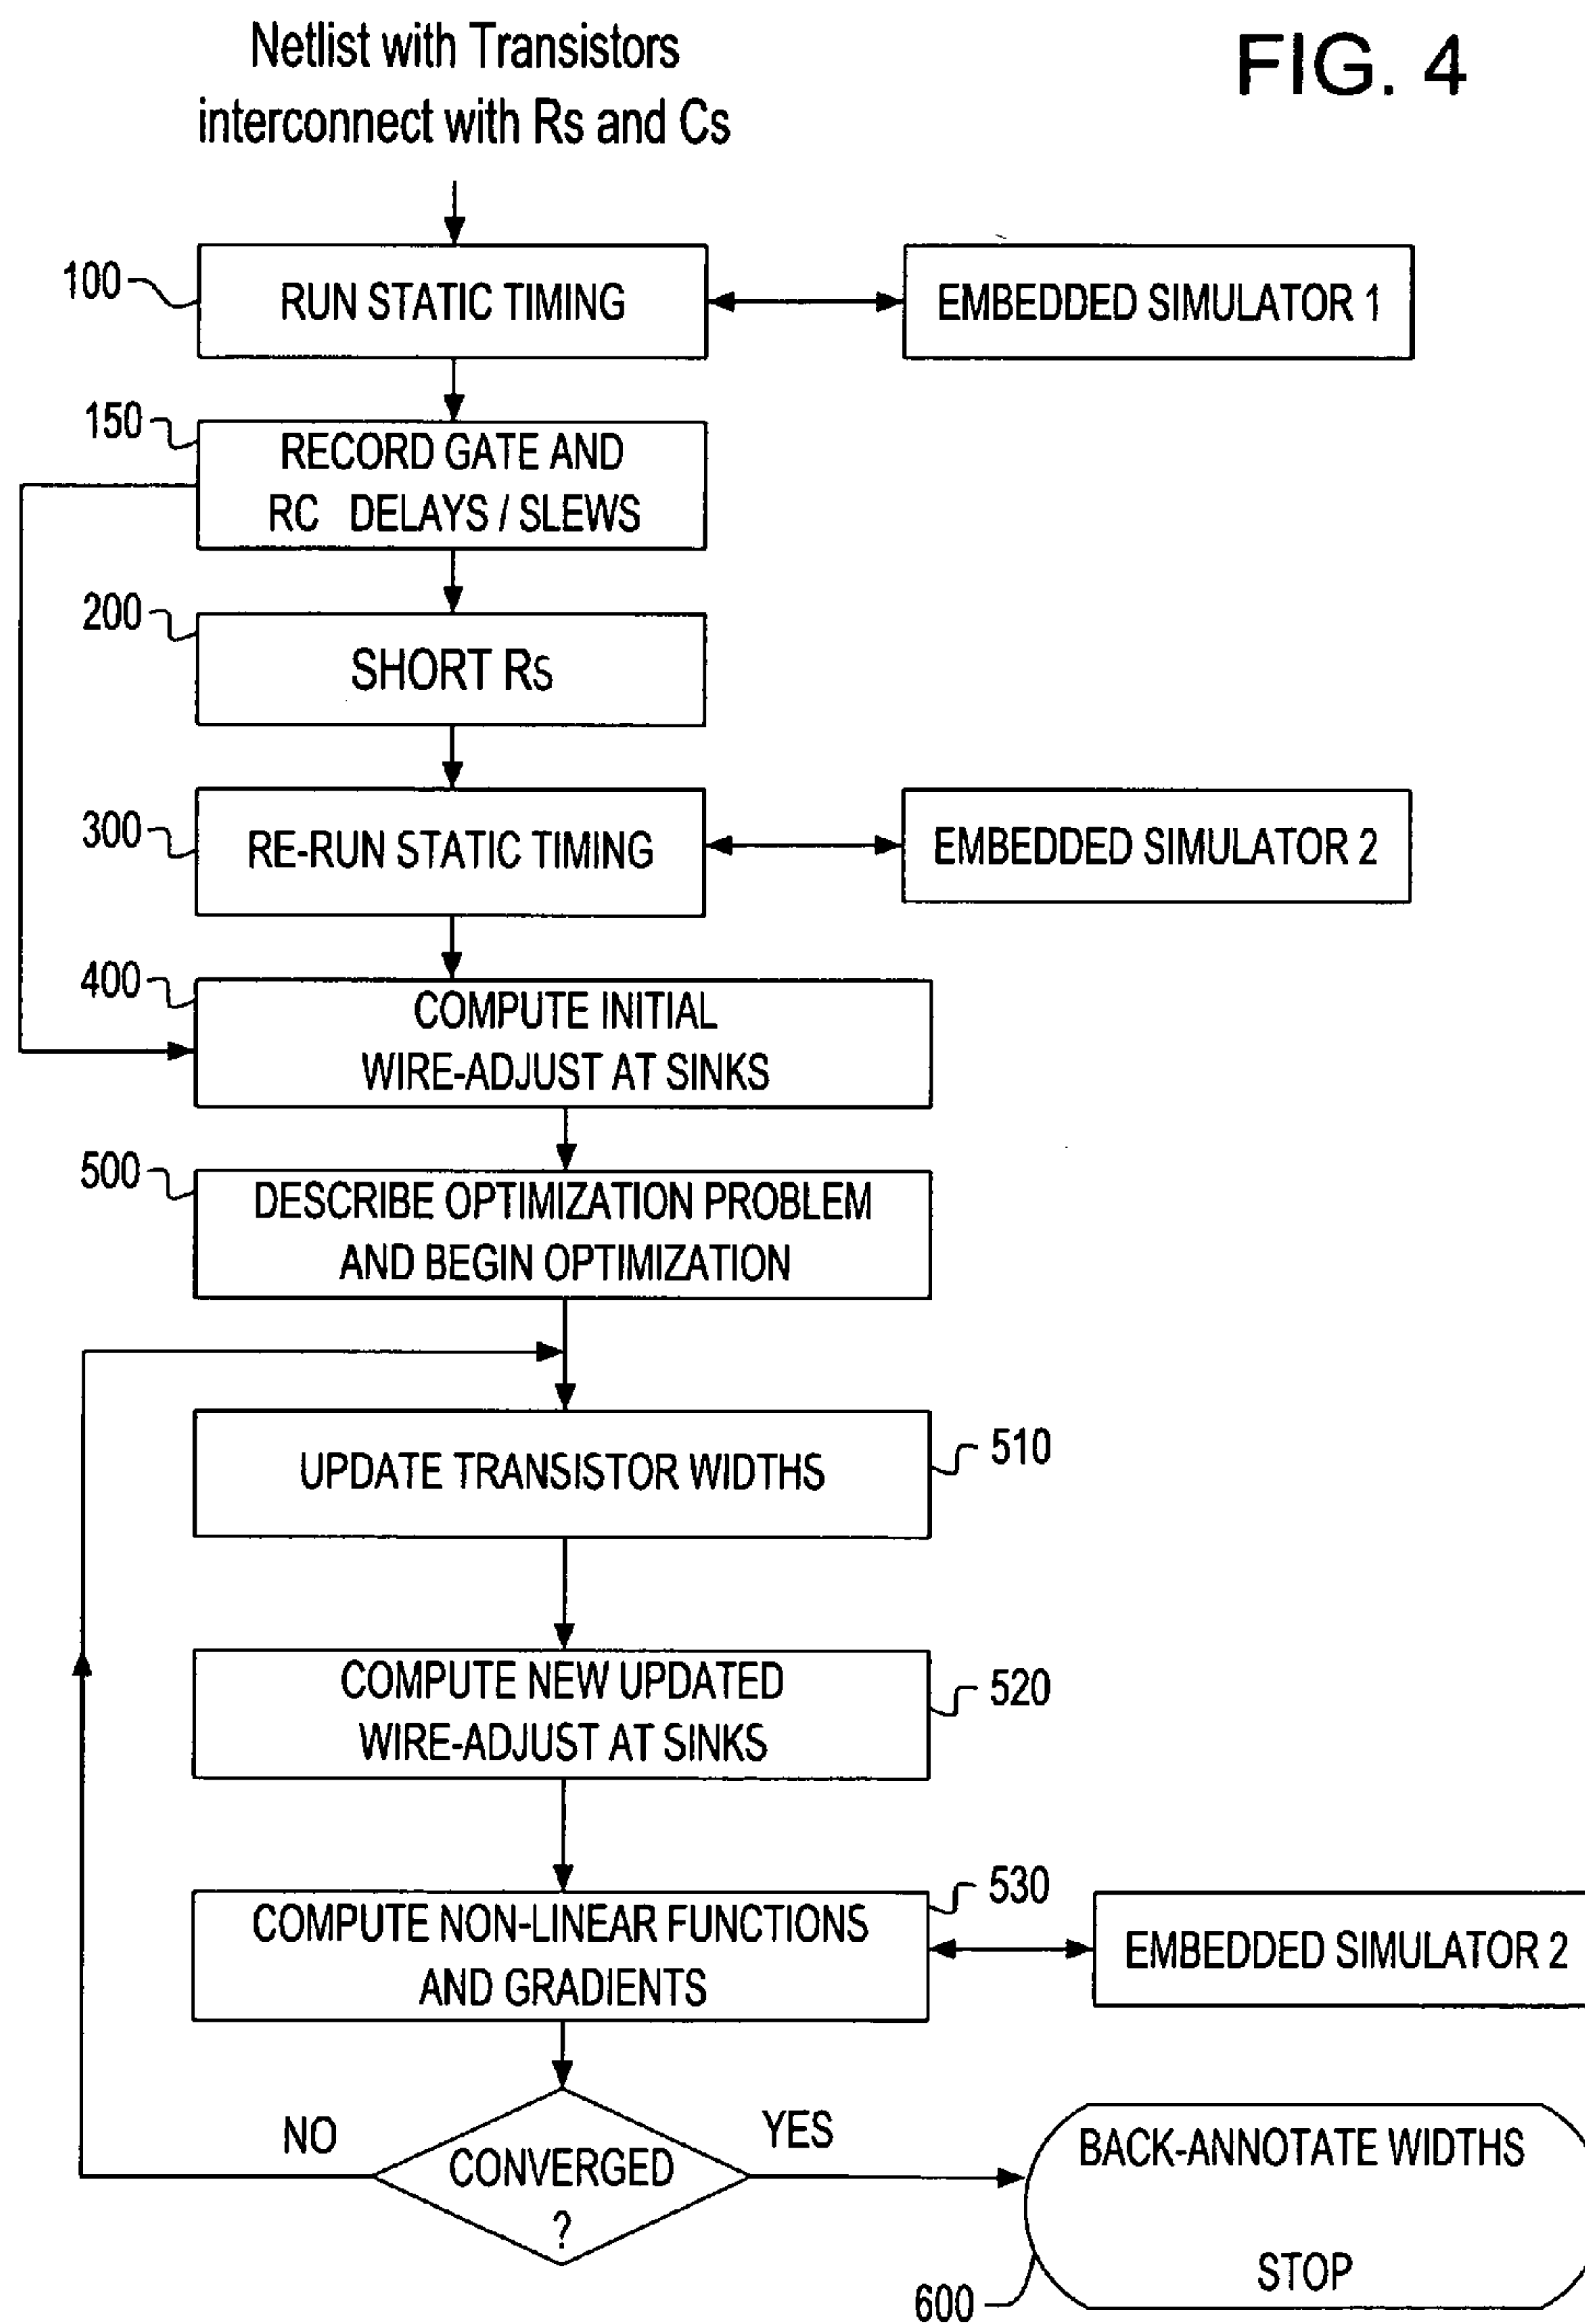 FIG. 4
Netlist with Transistors
interconnect with Rs and Cs
100
RUN STATIC TIMING
EMBEDDED SIMULATOR 1
150
RECORD GATE AND
RC DELAYS / SLEWS
200
SHORT Rs
300
RE-RUN STATIC TIMING
EMBEDDED SIMULATOR 2
400
COMPUTE INITIAL
WIRE-ADJUST AT SINKS
500
DESCRIBE OPTIMIZATION PROBLEM
AND BEGIN OPTIMIZATION
UPDATE TRANSISTOR WIDTHS
510
COMPUTE NEW UPDATED
WIRE-ADJUST AT SINKS
520
COMPUTE NON-LINEAR FUNCTIONS
AND GRADIENTS
530
EMBEDDED SIMULATOR 2
NO
CONVERGED
?
YES
BACK-ANNOTATE WIDTHS
STOP
600